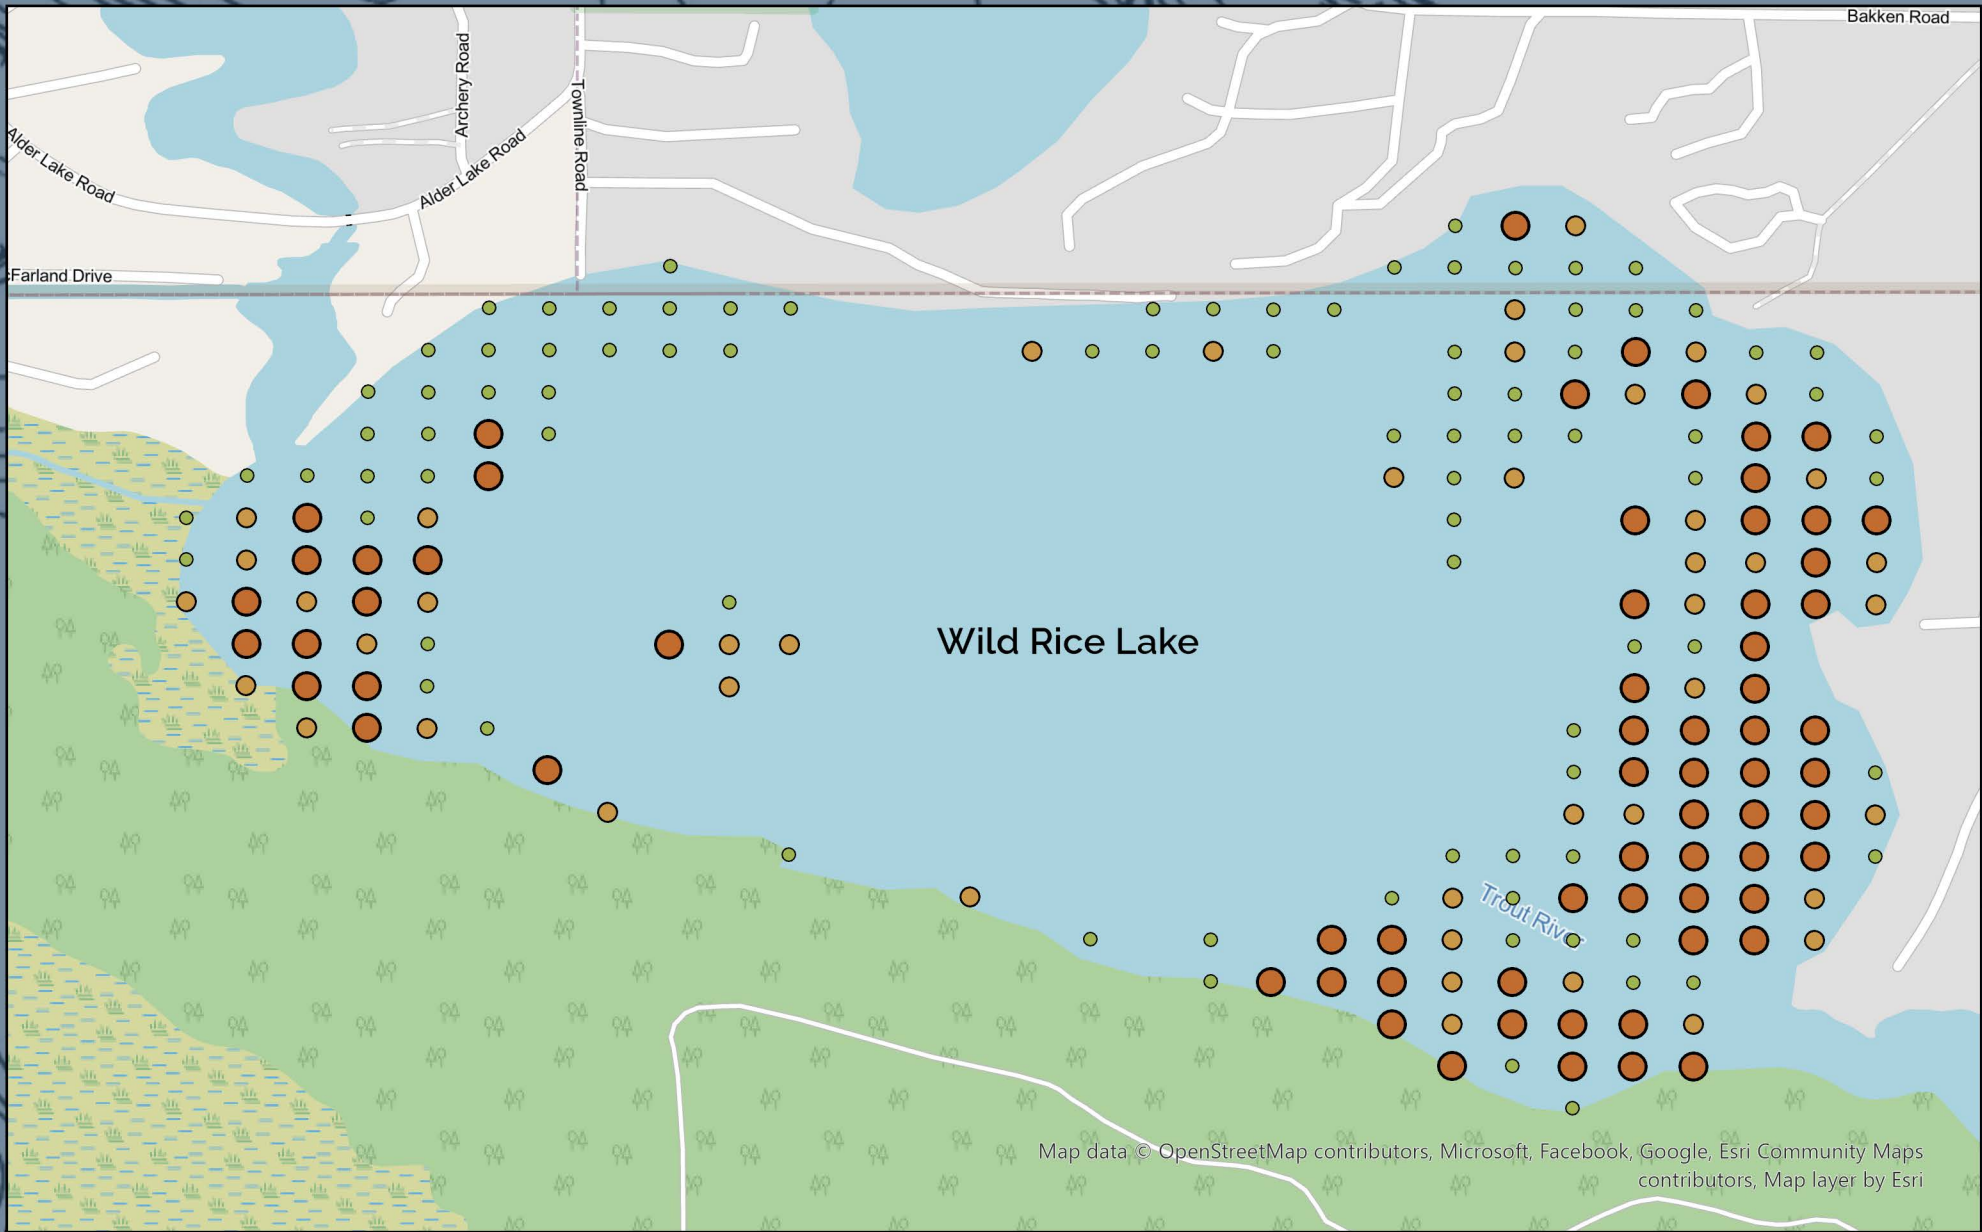 Bakken Road
Archery Road
Townline Road
Alder Lake Road
Alder Lake Road
Farland Drive
Wild Rice Lake
Trout River
Map data © OpenStreetMap contributors, Microsoft, Facebook, Google, Esri Community Maps
contributors, Map layer by Esri